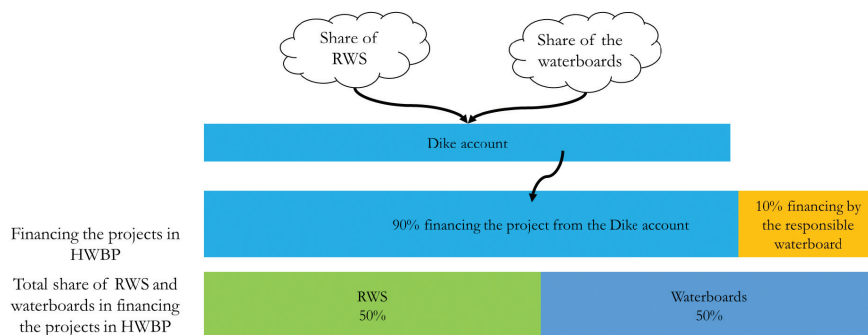 Share of
RWS
Share of the
waterboards
Dike account
Financing the projects in
HWBP
90% financing the project from the Dike account
10% financing by
the responsible
waterboard
Total share of RWS and
waterboards in financing
the projects in HWBP
RWS
50%
Waterboards
50%